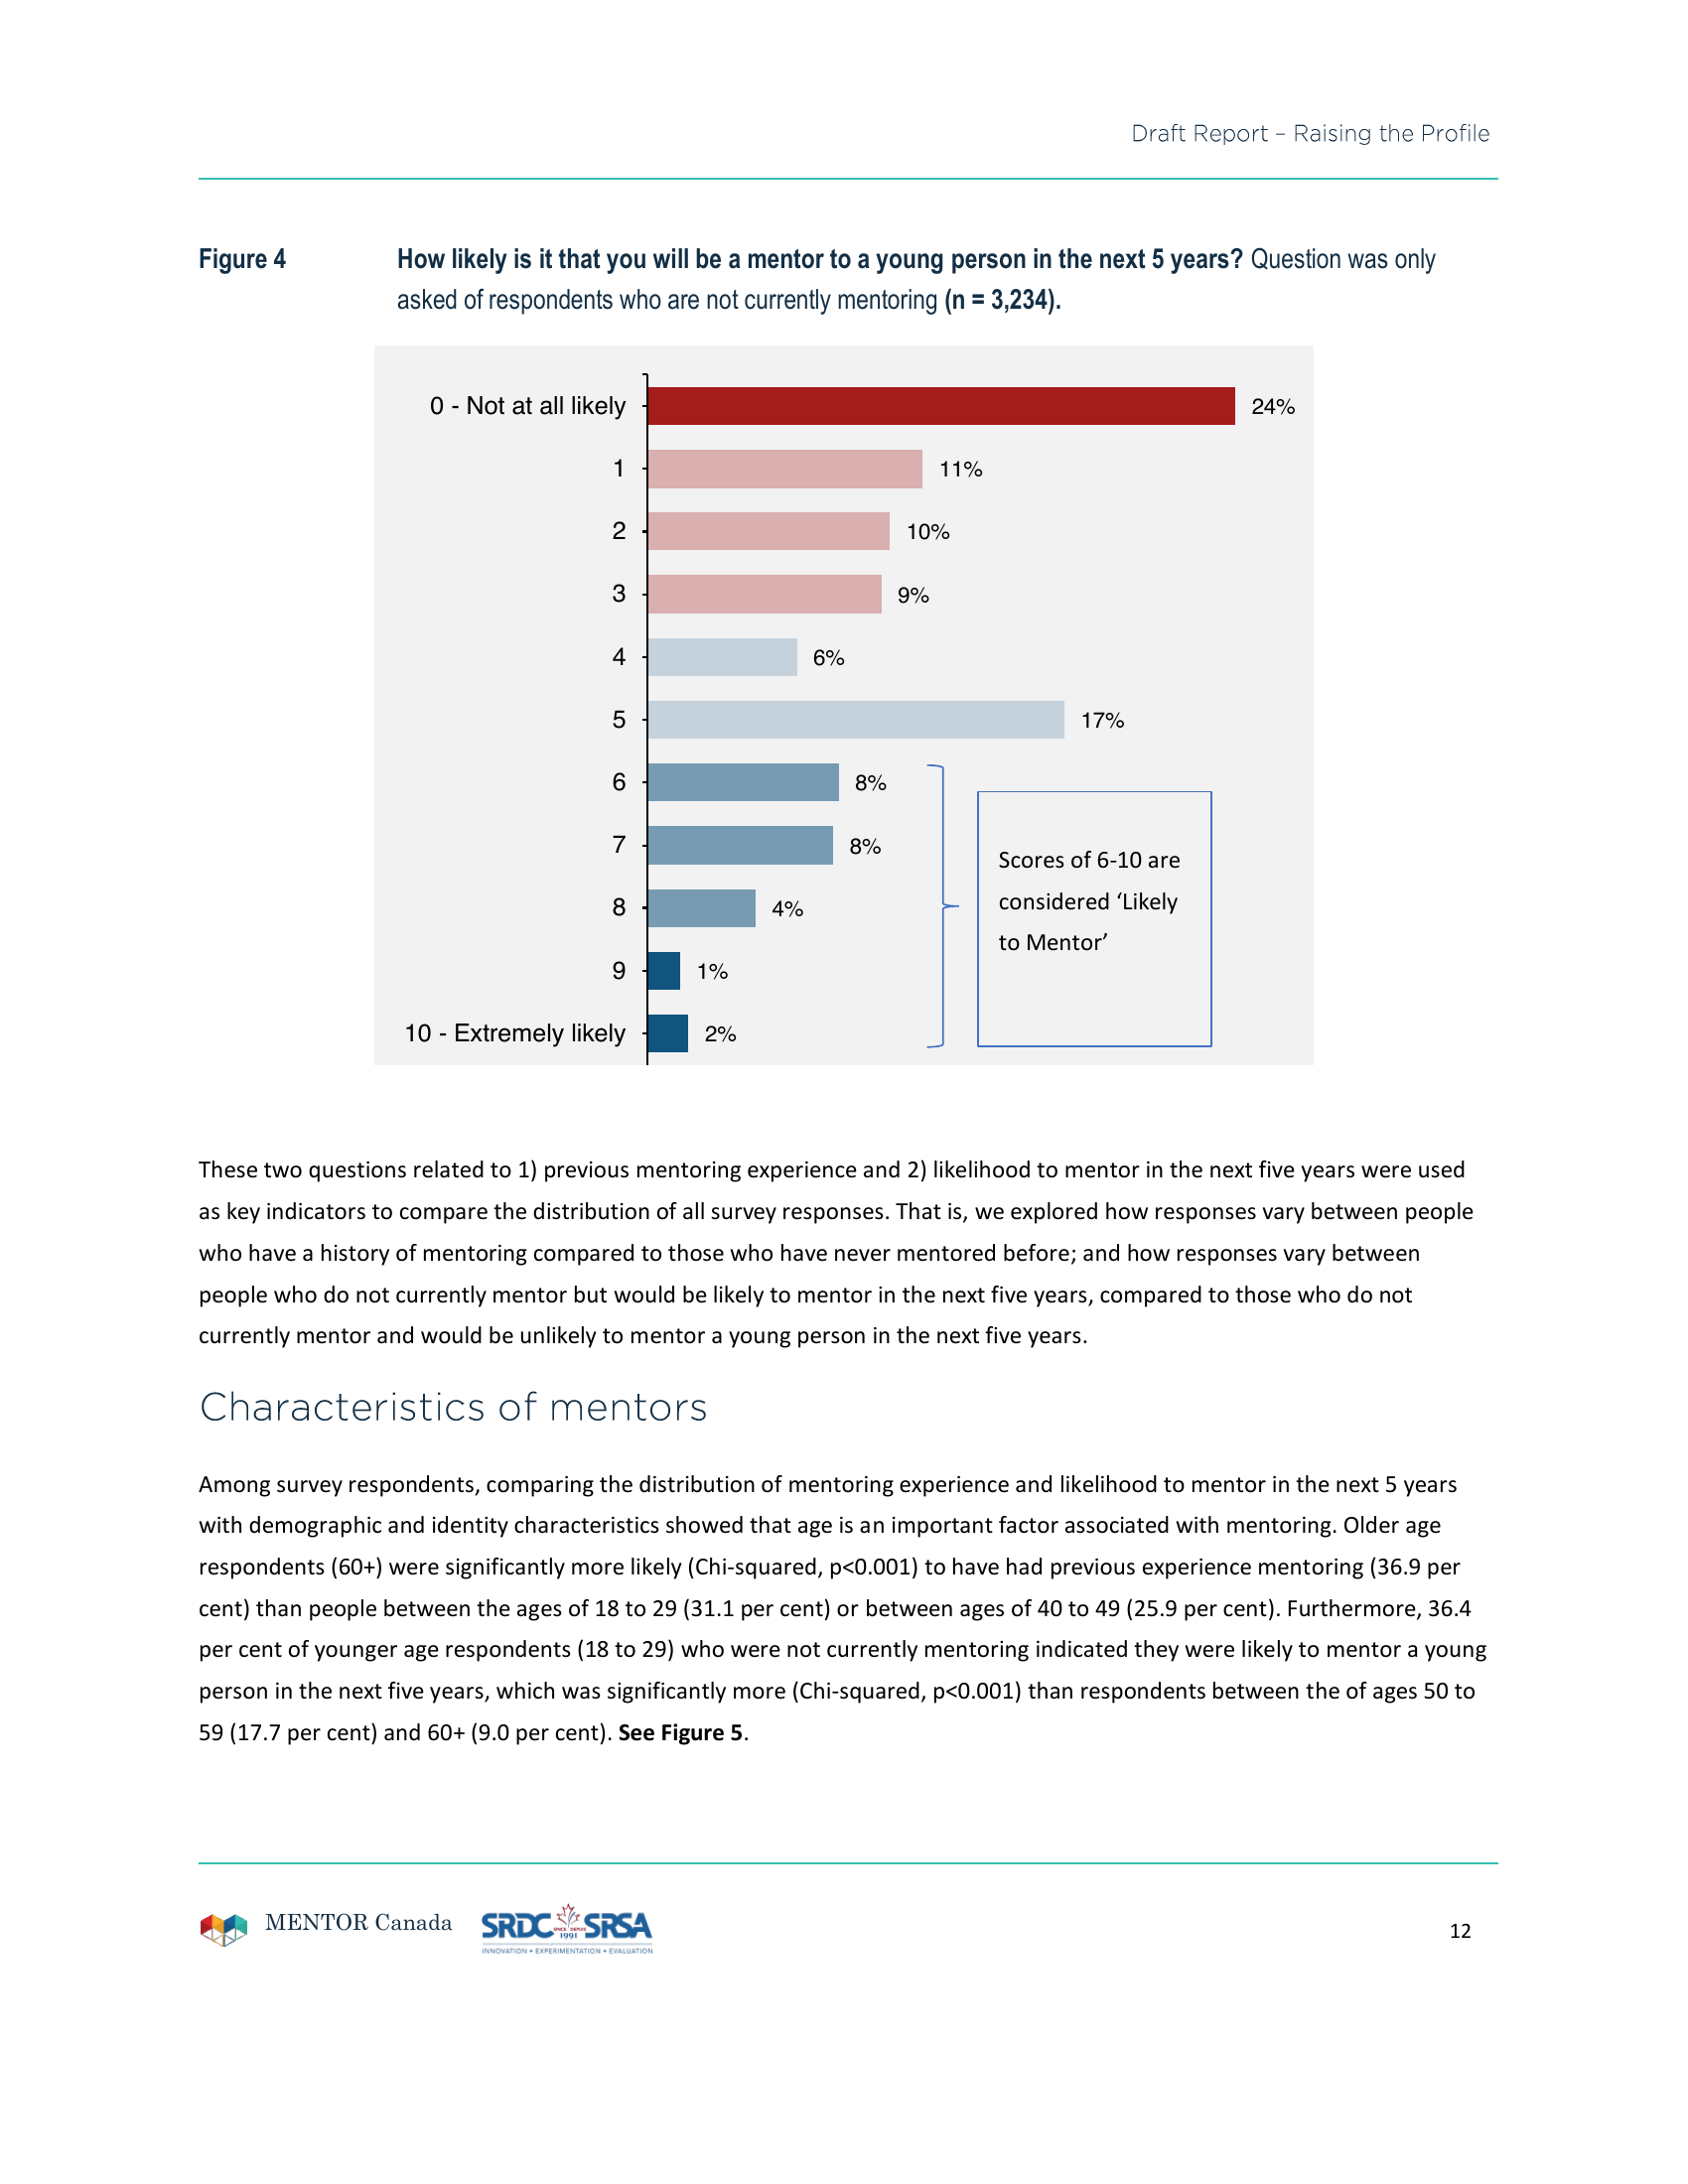 Draft Report – Raising the Profile
Figure 4
How likely is it that you will be a mentor to a young person in the next 5 years? Question was only
asked of respondents who are not currently mentoring (n = 3,234).
0 - Not at all likely 24%
1 11%
2 10%
3 9%
4 6%
5 17%
6 8%
7 8%
8 4%
9 1%
10 - Extremely likely 2%
Scores of 6-10 are
considered ‘Likely
to Mentor’
These two questions related to 1) previous mentoring experience and 2) likelihood to mentor in the next five years were used
as key indicators to compare the distribution of all survey responses. That is, we explored how responses vary between people
who have a history of mentoring compared to those who have never mentored before; and how responses vary between
people who do not currently mentor but would be likely to mentor in the next five years, compared to those who do not
currently mentor and would be unlikely to mentor a young person in the next five years.
Characteristics of mentors
Among survey respondents, comparing the distribution of mentoring experience and likelihood to mentor in the next 5 years
with demographic and identity characteristics showed that age is an important factor associated with mentoring. Older age
respondents (60+) were significantly more likely (Chi-squared, p<0.001) to have had previous experience mentoring (36.9 per
cent) than people between the ages of 18 to 29 (31.1 per cent) or between ages of 40 to 49 (25.9 per cent). Furthermore, 36.4
per cent of younger age respondents (18 to 29) who were not currently mentoring indicated they were likely to mentor a young
person in the next five years, which was significantly more (Chi-squared, p<0.001) than respondents between the of ages 50 to
59 (17.7 per cent) and 60+ (9.0 per cent). See Figure 5.
MENTOR Canada
SRDC SINCE DEPUIS 1991 SRSA
INNOVATION • EXPERIMENTATION • EVALUATION
12